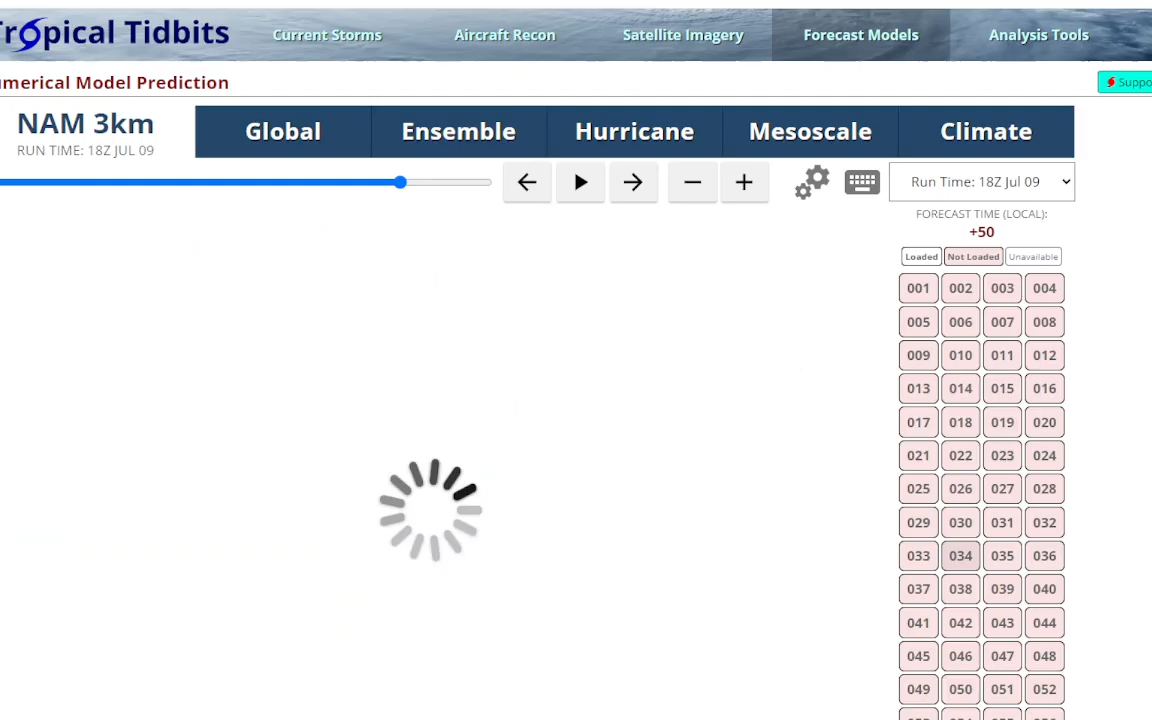 Tropical Tidbits
Current Storms
Aircraft Recon
Satellite Imagery
Forecast Models
Analysis Tools
umerical Model Prediction
Suppo
NAM 3km
RUN TIME: 18Z JUL 09
Global
Ensemble
Hurricane
Mesoscale
Climate
Run Time: 18Z Jul 09
FORECAST TIME (LOCAL):
+50
Loaded Not Loaded Unavailable
001 002 003 004
005 006 007 008
009 010 011 012
013 014 015 016
017 018 019 020
021 022 023 024
025 026 027 028
029 030 031 032
033 034 035 036
037 038 039 040
041 042 043 044
045 046 047 048
049 050 051 052